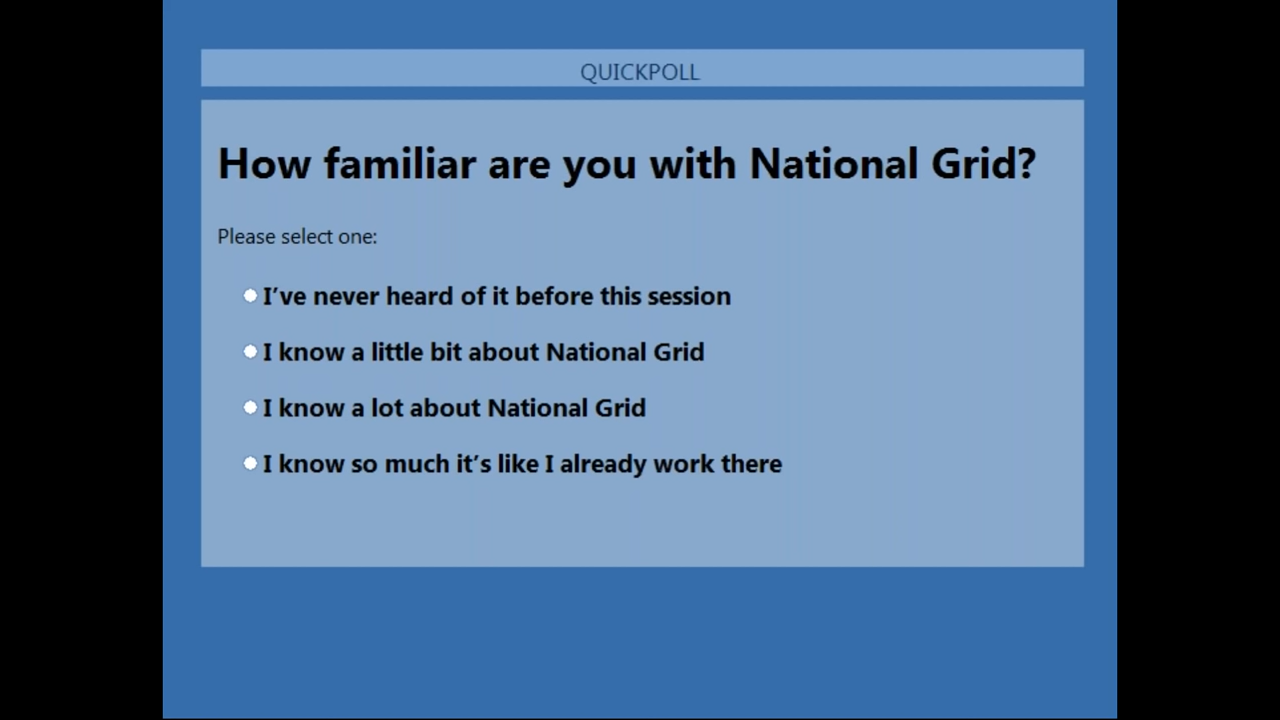 QUICKPOLL
How familiar are you with National Grid?
Please select one:
I’ve never heard of it before this session
I know a little bit about National Grid
I know a lot about National Grid
I know so much it’s like I already work there